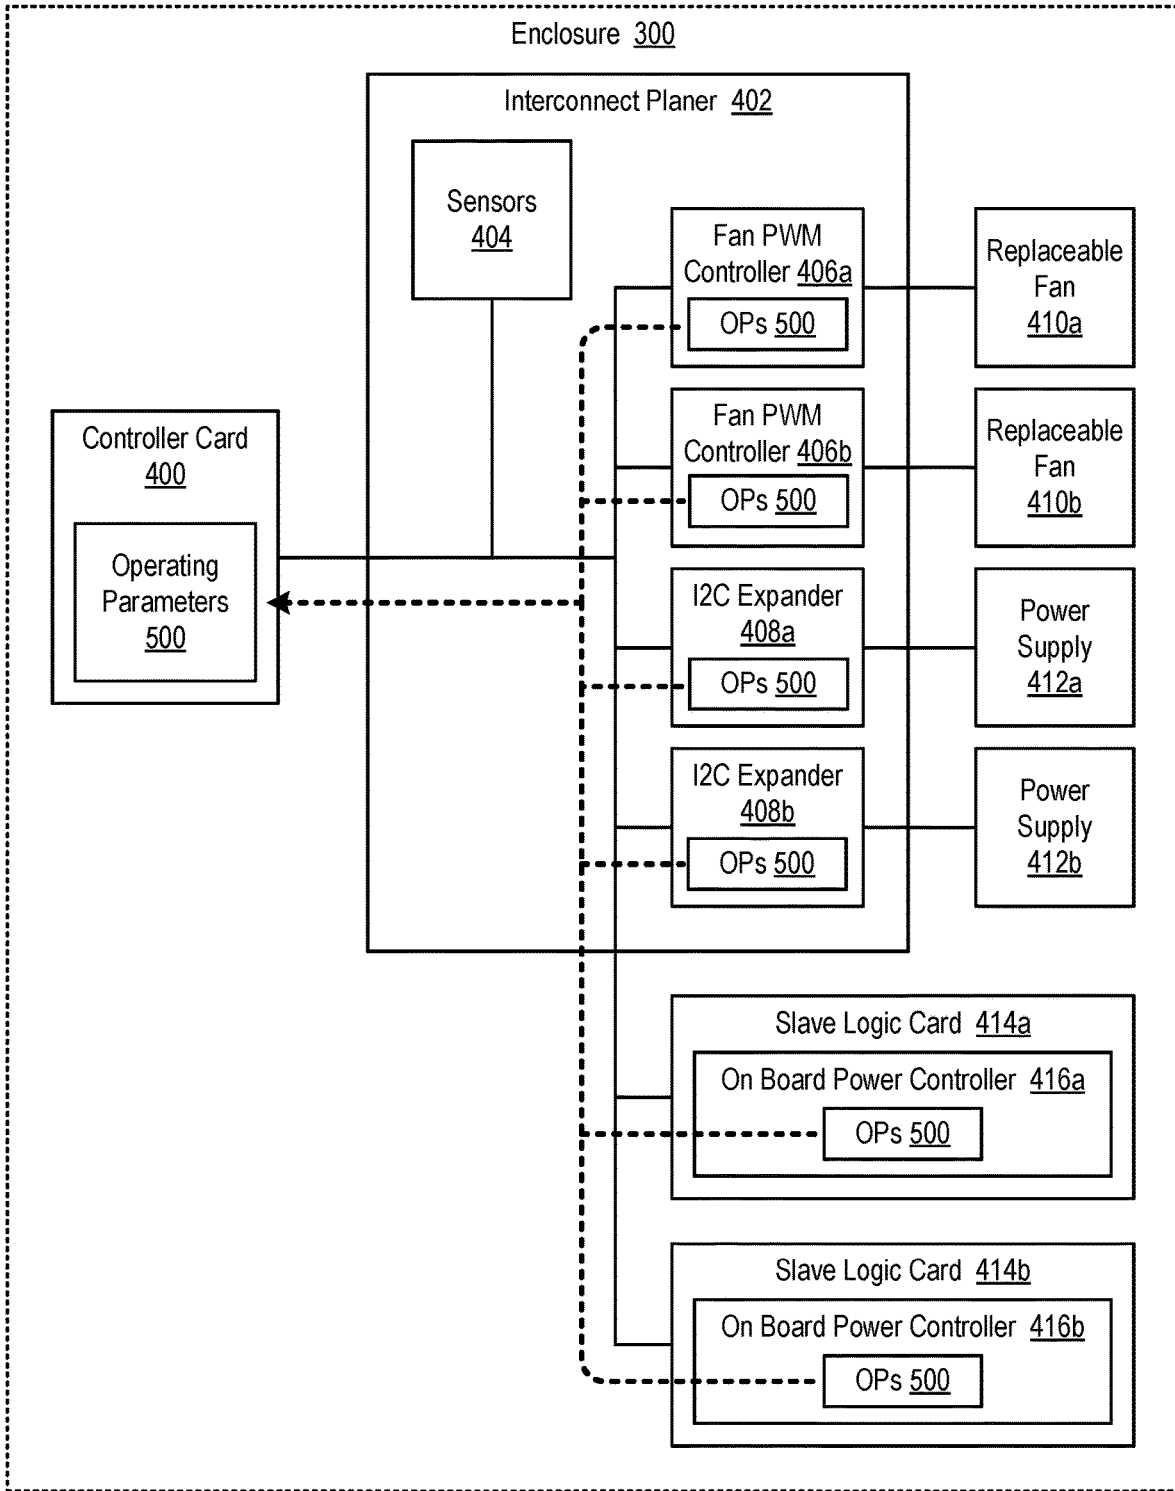 Enclosure 300
Interconnect Planer 402
Sensors
404
Fan PWM
Controller 406a
OPs 500
Replaceable
Fan
410a
Fan PWM
Controller 406b
OPs 500
Replaceable
Fan
410b
Controller Card
400
Operating
Parameters
500
I2C Expander
408a
OPs 500
Power
Supply
412a
I2C Expander
408b
OPs 500
Power
Supply
412b
Slave Logic Card 414a
On Board Power Controller 416a
OPs 500
Slave Logic Card 414b
On Board Power Controller 416b
OPs 500